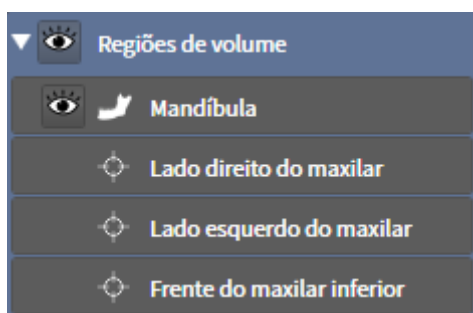 Regiões de volume
Mandíbula
Lado direito do maxilar
Lado esquerdo do maxilar
Frente do maxilar inferior